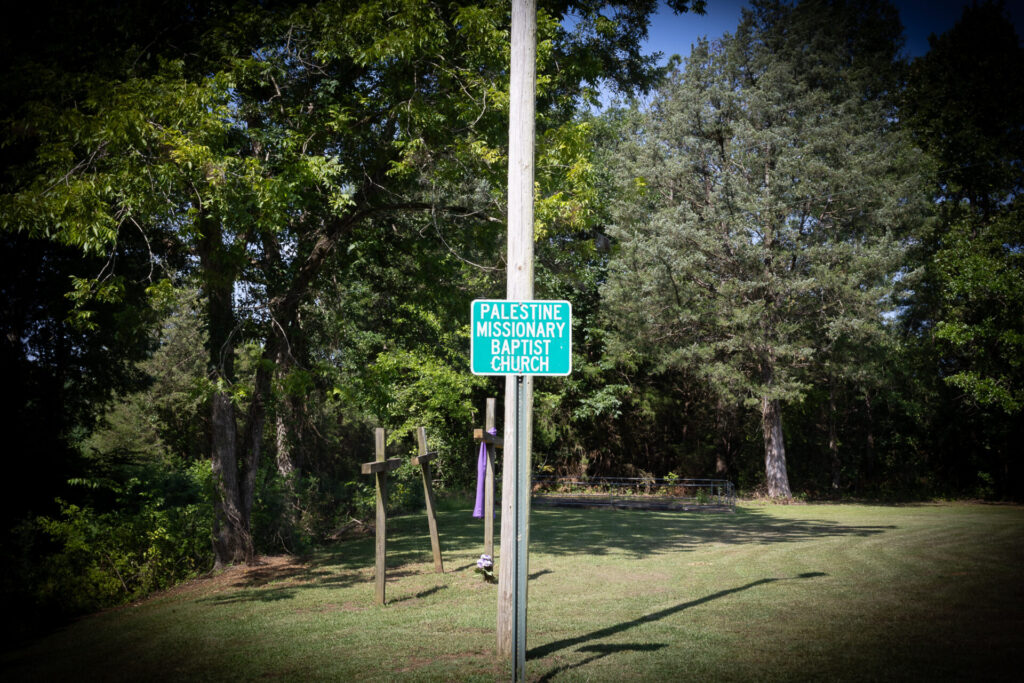 PALESTINE
MISSIONARY
BAPTIST
CHURCH